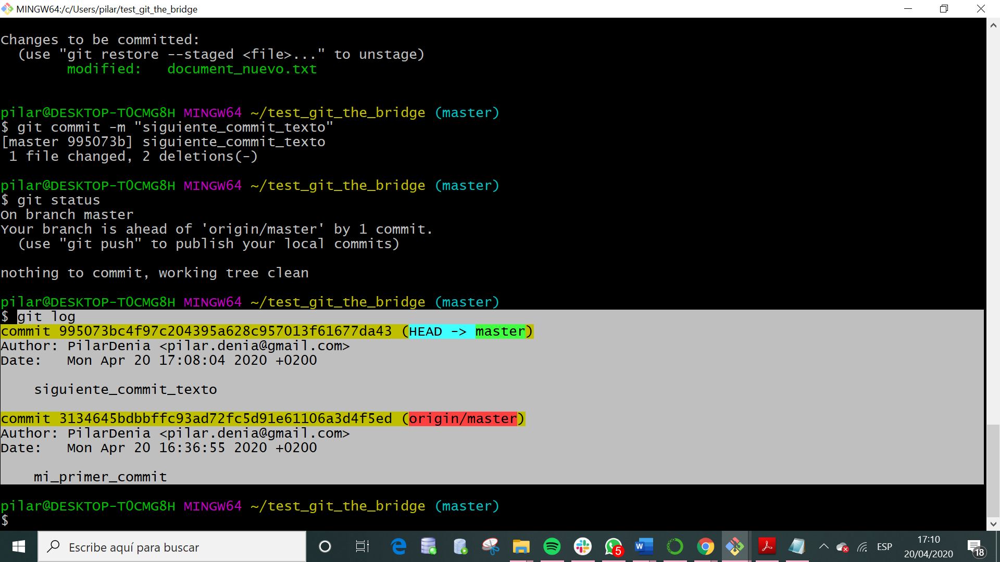 MINGW64:/c/Users/pilar/test_git_the_bridge
Changes to be committed:
(use "git restore --staged <file>..." to unstage)
modified: document_nuevo.txt
pilar@DESKTOP-T0CMG8H MINGW64 ~/test_git_the_bridge (master)
$ git commit -m "siguiente_commit_texto"
[master 995073b] siguiente_commit_texto
1 file changed, 2 deletions(-)
pilar@DESKTOP-T0CMG8H MINGW64 ~/test_git_the_bridge (master)
$ git status
On branch master
Your branch is ahead of 'origin/master' by 1 commit.
(use "git push" to publish your local commits)
nothing to commit, working tree clean
pilar@DESKTOP-T0CMG8H MINGW64 ~/test_git_the_bridge (master)
$ git log
commit 995073bc4f97c204395a628c957013f61677da43 (HEAD -> master)
Author: PilarDenia <pilar.denia@gmail.com>
Date: Mon Apr 20 17:08:04 2020 +0200
siguiente_commit_texto
commit 3134645bdbbffc93ad72fc5d91e61106a3d4f5ed (origin/master)
Author: PilarDenia <pilar.denia@gmail.com>
Date: Mon Apr 20 16:36:55 2020 +0200
mi_primer_commit
pilar@DESKTOP-T0CMG8H MINGW64 ~/test_git_the_bridge (master)
$
Escribe aquí para buscar
5
W
ESP
17:10
20/04/2020
18